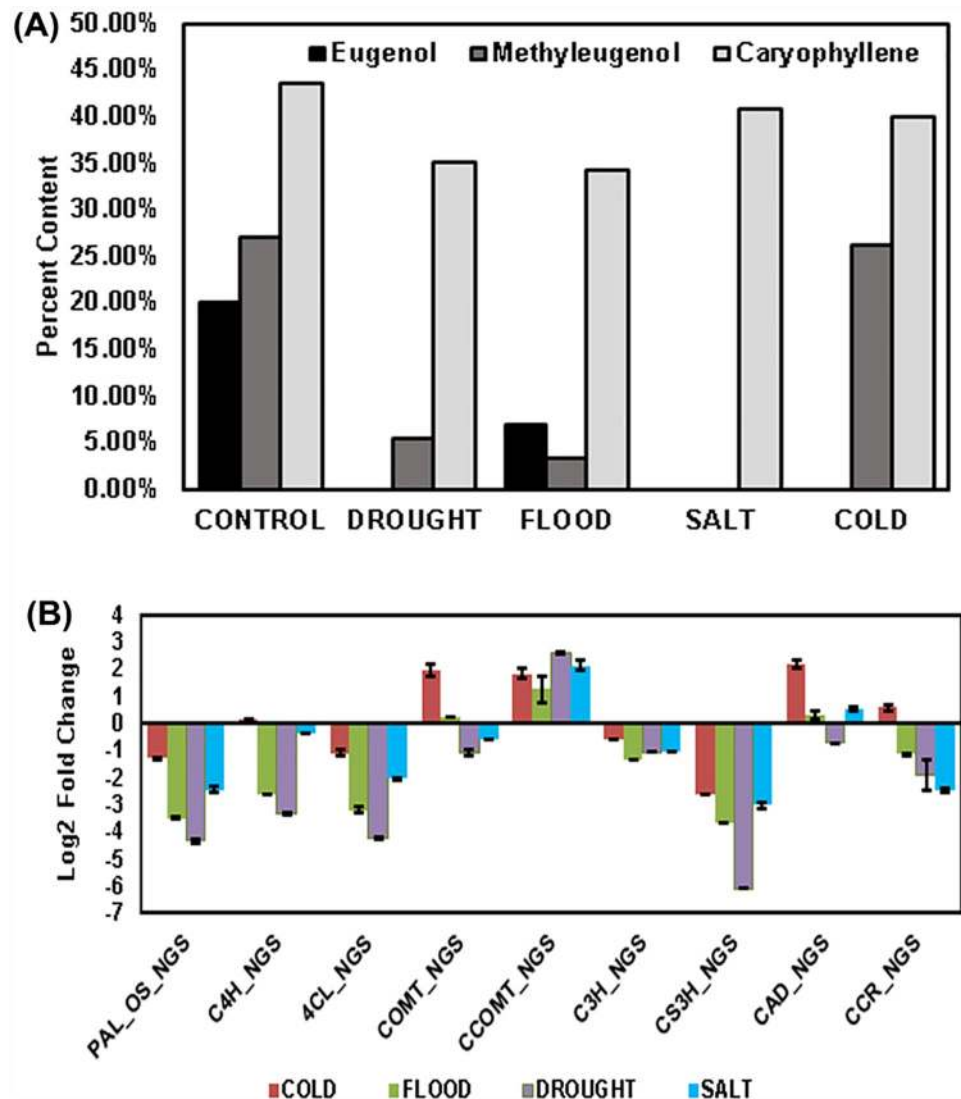 (A)
50.00%
45.00%
40.00%
35.00%
30.00%
25.00%
20.00%
15.00%
10.00%
5.00%
0.00%
Percent Content
Eugenol Methyleugenol Caryophyllene
CONTROL DROUGHT FLOOD SALT COLD
(B)
4
3
2
1
0
-1
-2
-3
-4
-5
-6
-7
Log2 Fold Change
PAL_OS_NGS
C4H_NGS
4CL_NGS
COMT_NGS
CCOMT_NGS
C3H_NGS
CS3H_NGS
CAD_NGS
CCR_NGS
COLD FLOOD DROUGHT SALT